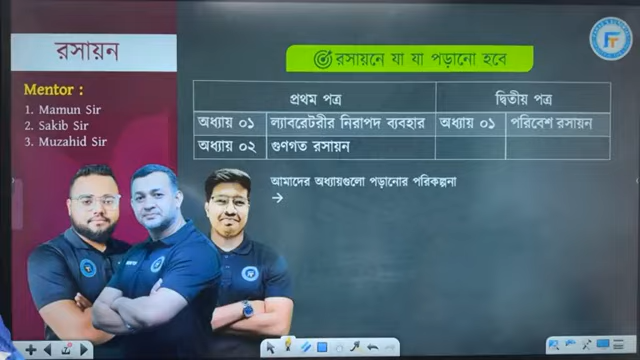 রসায়ন
রসায়নে যা যা পড়ানো হবে
Mentor :
1. Mamun Sir
2. Sakib Sir
3. Muzahid Sir
প্রথম পত্র দ্বিতীয় পত্র
অধ্যায় ০১ ল্যাবরেটরীর নিরাপদ ব্যবহার অধ্যায় ০১ পরিবেশ রসায়ন
অধ্যায় ০২ গুণগত রসায়ন
আমাদের অধ্যায়গুলো পড়ানোর পরিকল্পনা
→